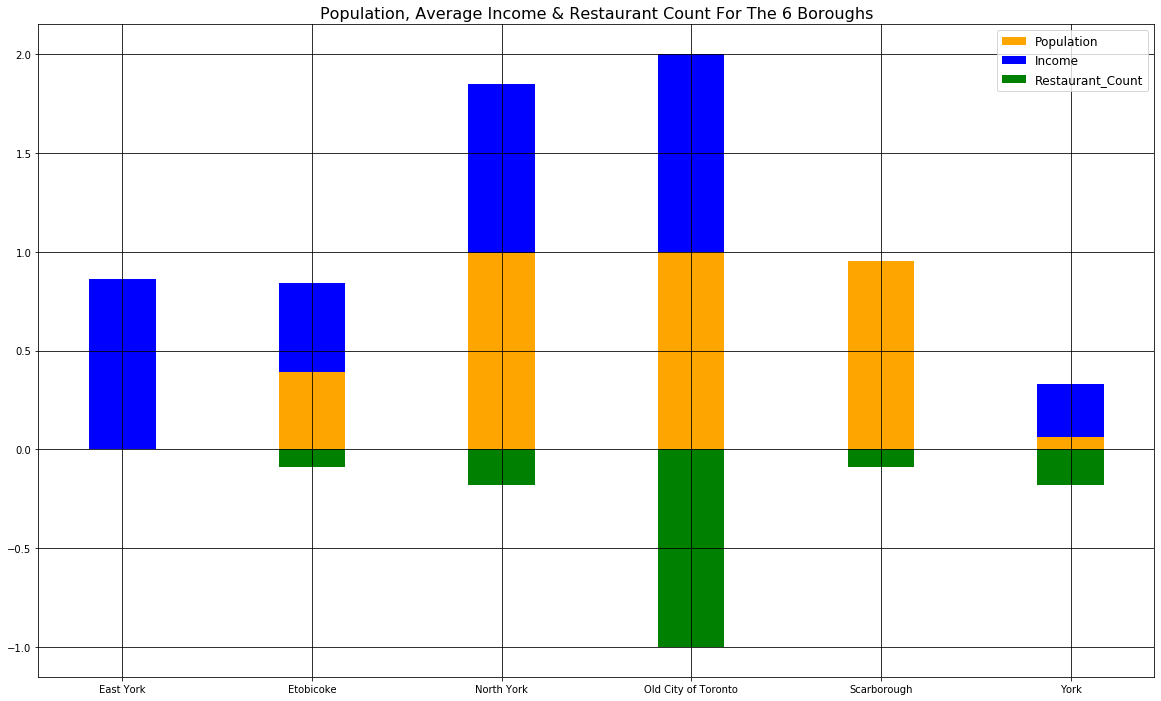 Population, Average Income & Restaurant Count For The 6 Boroughs
Population
Income
Restaurant_Count
2.0
1.5
1.0
0.5
0.0
−0.5
−1.0
East York
Etobicoke
North York
Old City of Toronto
Scarborough
York